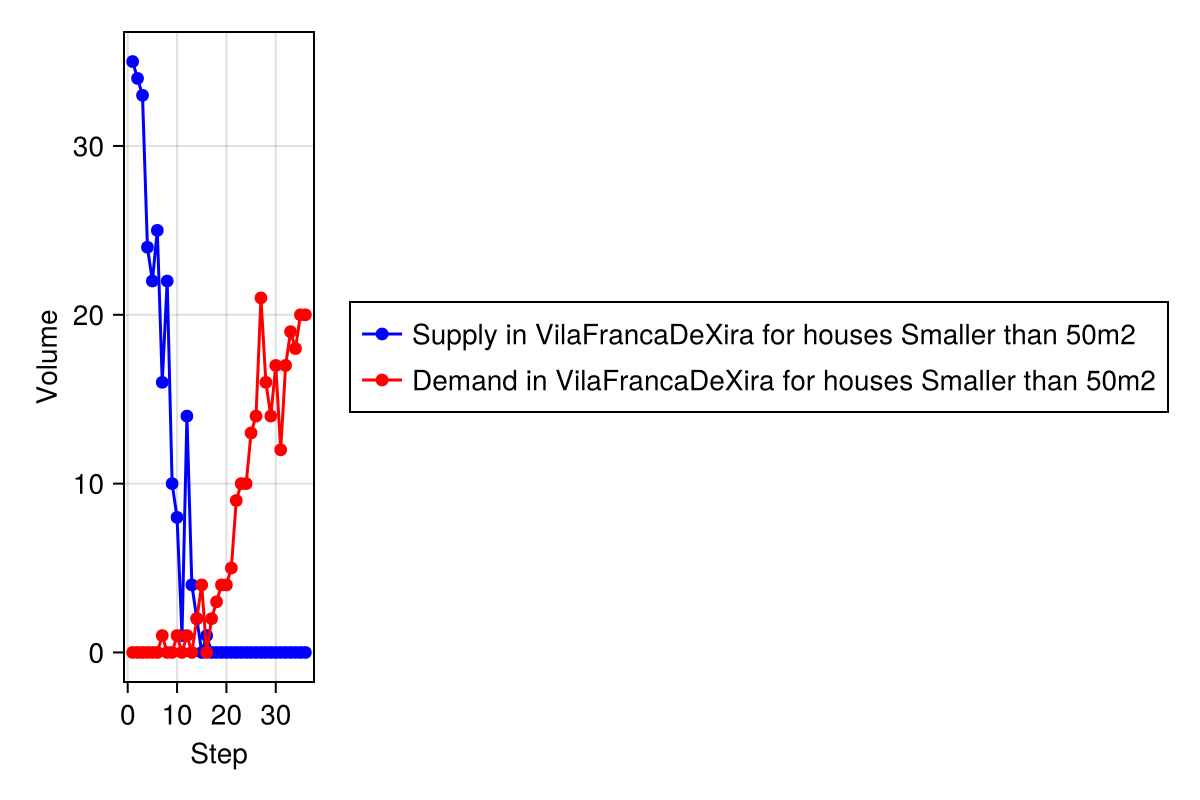 30
20
10
0
Volume
0 10 20 30
Step
Supply in VilaFrancaDeXira for houses Smaller than 50m2
Demand in VilaFrancaDeXira for houses Smaller than 50m2